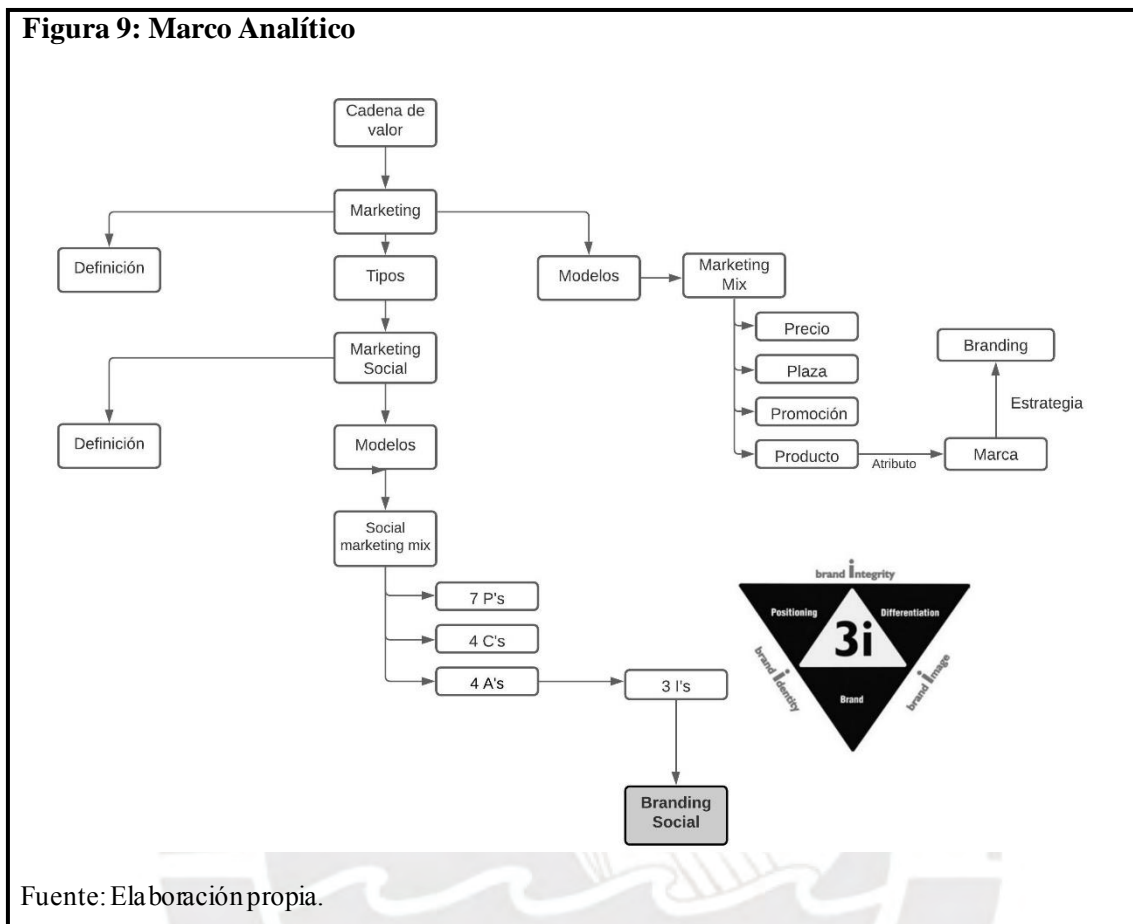 Figura 9: Marco Analítico
Cadena de
valor
Marketing
Definición
Tipos
Modelos
Marketing
Mix
Precio
Plaza
Promoción
Producto
Atributo
Marca
Estrategia
Branding
Marketing
Social
Definición
Modelos
Social
marketing mix
7 P's
4 C's
4 A's
3 I's
Branding
Social
brand integrity
Positioning
Differentiation
3i
brand identity
brand image
Brand
Fuente: Elaboración propia.